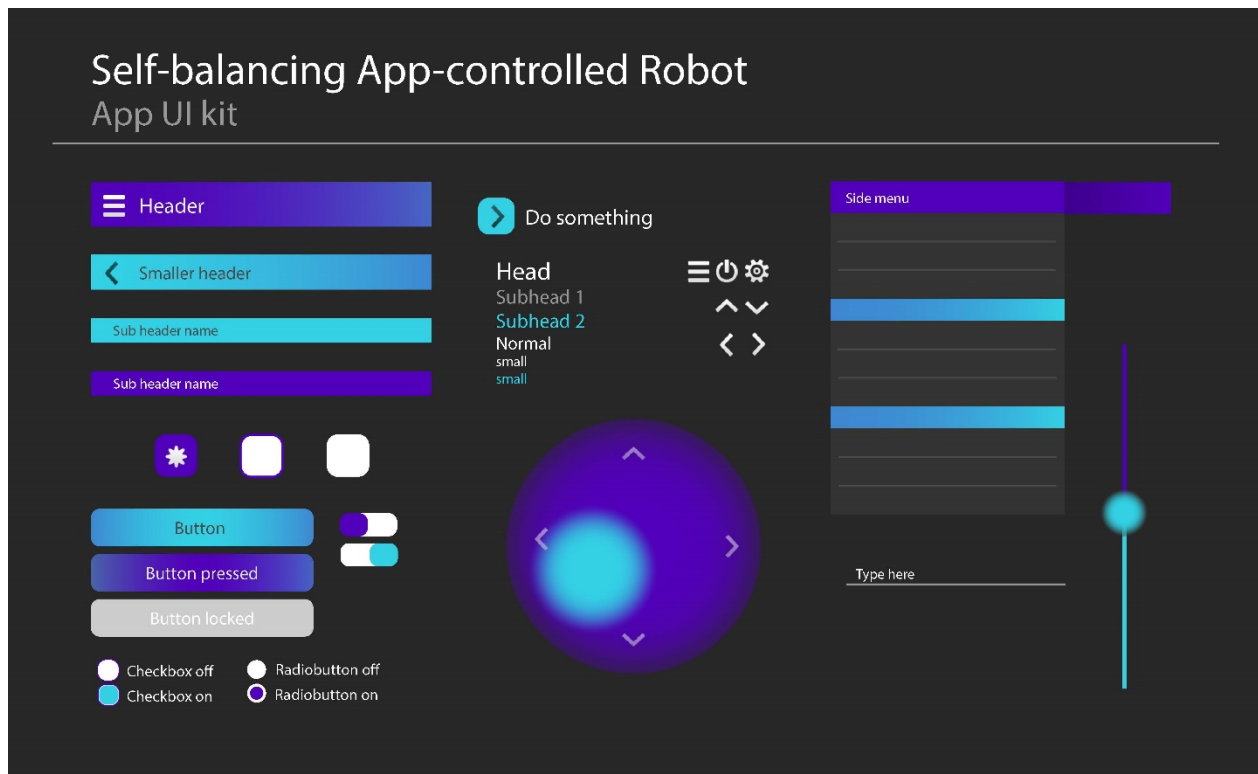 Self-balancing App-controlled Robot
App UI kit
Header
Smaller header
Sub header name
Sub header name
Button
Button pressed
Button locked
Checkbox off
Radiobutton off
Checkbox on
Radiobutton on
Do something
Head
Subhead 1
Subhead 2
Normal
small
small
Side menu
Type here